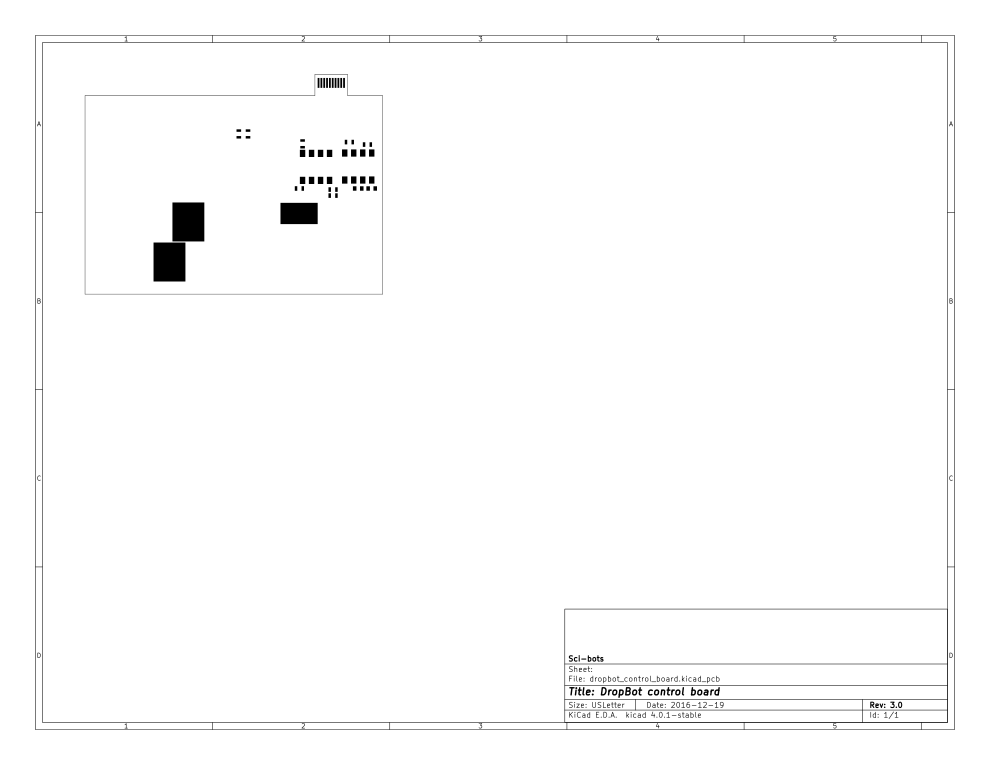 1 2 3 4 5
A A
B B
C C
D D
Sci-bots
Sheet:
File: dropbot_control_board.kicad_pcb
Title: DropBot control board
Size: USLetter Date: 2016-12-19 Rev: 3.0
KiCad E.D.A. kicad 4.0.1-stable Id: 1/1
1 2 3 4 5